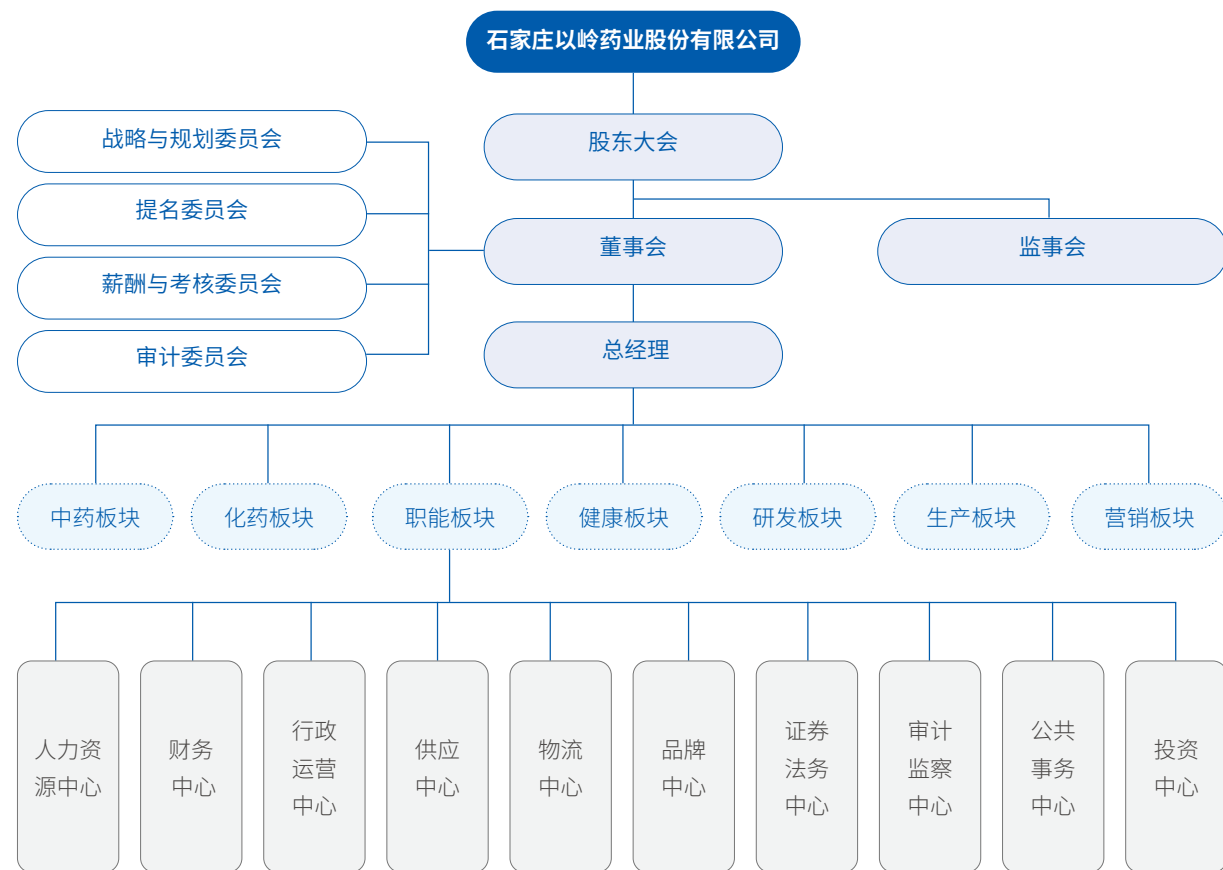 石家庄以岭药业股份有限公司
战略与规划委员会
股东大会
提名委员会
董事会
监事会
薪酬与考核委员会
审计委员会
总经理
中药板块
化药板块
职能板块
健康板块
研发板块
生产板块
营销板块
人力资
源中心
财务
中心
行政
运营
中心
供应
中心
物流
中心
品牌
中心
证券
法务
中心
审计
监察
中心
公共
事务
中心
投资
中心